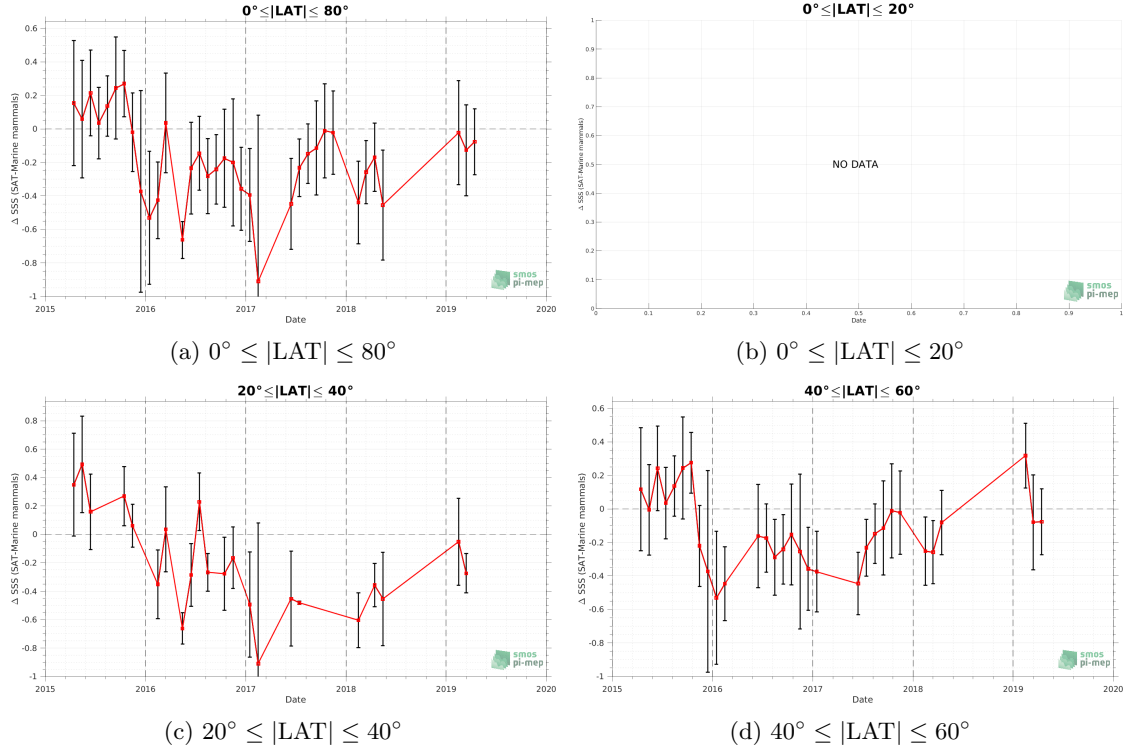 0°≤|LAT|≤ 80°
Δ SSS (SAT-Marine mammals)
0.6
0.4
0.2
0
-0.2
-0.4
-0.6
-0.8
-1
2015 2016 2017 2018 2019 2020
Date
smos
pi-mep
(a) 0° ≤ |LAT| ≤ 80°
0°≤|LAT|≤ 20°
Δ SSS (SAT-Marine mammals)
1
0.9
0.8
0.7
0.6
0.5
0.4
0.3
0.2
0.1
0
NO DATA
0 0.1 0.2 0.3 0.4 0.5 0.6 0.7 0.8 0.9 1
Date
smos
pi-mep
(b) 0° ≤ |LAT| ≤ 20°
20°≤|LAT|≤ 40°
Δ SSS (SAT-Marine mammals)
0.8
0.6
0.4
0.2
0
-0.2
-0.4
-0.6
-0.8
-1
2015 2016 2017 2018 2019 2020
Date
smos
pi-mep
(c) 20° ≤ |LAT| ≤ 40°
40°≤|LAT|≤ 60°
Δ SSS (SAT-Marine mammals)
0.6
0.4
0.2
0
-0.2
-0.4
-0.6
-0.8
-1
2015 2016 2017 2018 2019 2020
Date
smos
pi-mep
(d) 40° ≤ |LAT| ≤ 60°